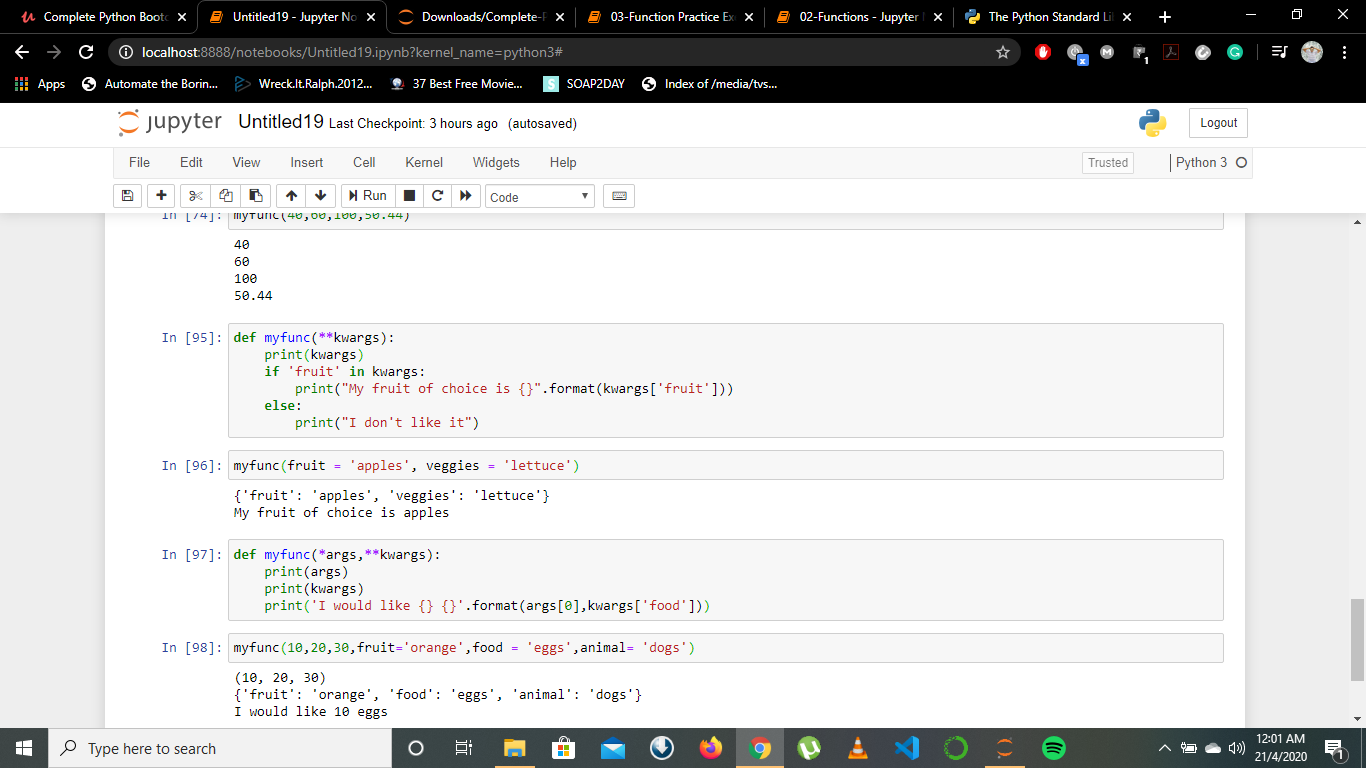 Complete Python Bootc
Untitled19 - Jupyter No
Downloads/Complete-P
03-Function Practice Exe
02-Functions - Jupyter
The Python Standard Li
localhost:8888/notebooks/Untitled19.ipynb?kernel_name=python3#
Apps
Automate the Borin...
Wreck.It.Ralph.2012...
37 Best Free Movie...
SOAP2DAY
Index of /media/tvs...
jupyter Untitled19 Last Checkpoint: 3 hours ago (autosaved)
Logout
File Edit View Insert Cell Kernel Widgets Help
Trusted
Python 3
Run
Code
In [74]: myfunc(40,60,100,50.44)
40
60
100
50.44
In [95]: def myfunc(**kwargs):
    print(kwargs)
    if 'fruit' in kwargs:
        print("My fruit of choice is {}".format(kwargs['fruit']))
    else:
        print("I don't like it")
In [96]: myfunc(fruit = 'apples', veggies = 'lettuce')
{'fruit': 'apples', 'veggies': 'lettuce'}
My fruit of choice is apples
In [97]: def myfunc(*args,**kwargs):
    print(args)
    print(kwargs)
    print('I would like {} {}'.format(args[0],kwargs['food']))
In [98]: myfunc(10,20,30,fruit='orange',food = 'eggs',animal= 'dogs')
(10, 20, 30)
{'fruit': 'orange', 'food': 'eggs', 'animal': 'dogs'}
I would like 10 eggs
Type here to search
12:01 AM
21/4/2020